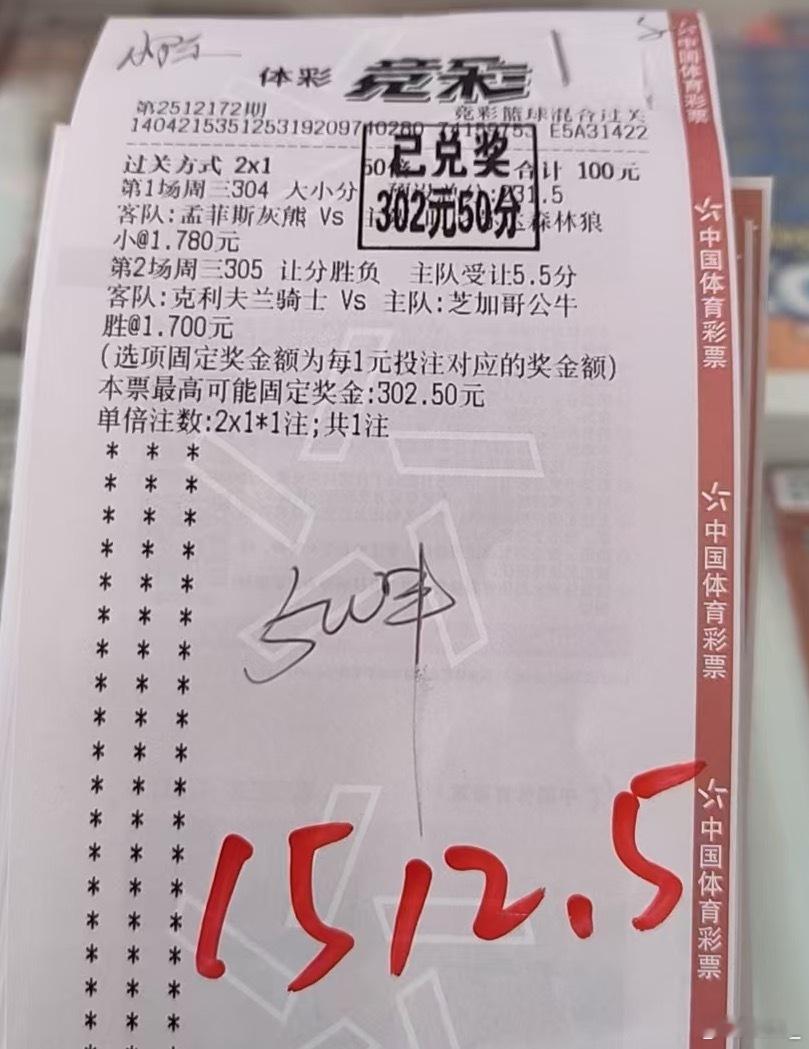 体彩 竞彩
第2512172期 竞彩篮球混合过关
E5A31422
过关方式 2x1 50倍 合计 100元
已兑奖
302元50分
第1场周三304 大小分 231.5
客队:孟菲斯灰熊 Vs 森林狼
小@1.780元
第2场周三305 让分胜负 主队受让5.5分
客队:克利夫兰骑士 Vs 主队:芝加哥公牛
胜@1.700元
(选项固定奖金额为每1元投注对应的奖金额)
本票最高可能固定奖金:302.50元
单倍注数:2x1*1注;共1注
1512.5
中国体育彩票
中国体育彩票
中国体育彩票
中国体育彩票